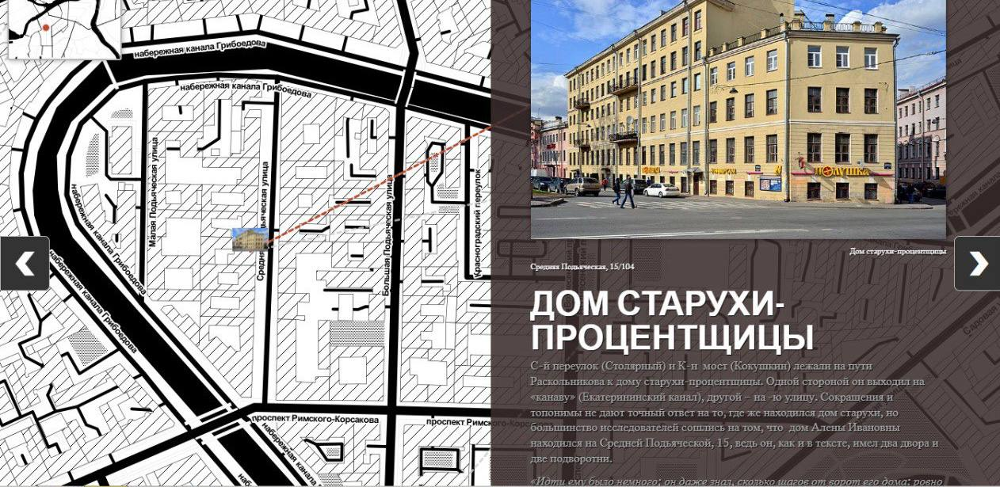 набережная канала Грибоедова
набережная канала Грибоедова
набережная канала Грибоедова
набережная канала Грибоедова
набережная канала Грибоедова
Малая Подьяческая улица
Средня
ьяческая улица
Большая Подьяческая улица
Красноградский переулок
проспект Римского-Корсакова
проспект Римского-Корсакова
наб
ПОЛУШКА
Дом старухи-процентщицы
Средняя Подьяческая, 15/104
ДОМ СТАРУХИ-
ПРОЦЕНТЩИЦЫ
С-й переулок (Столярный) и К-н мост (Кокушкин) лежали на пути
Раскольникова к дому старухи-процентщицы. Одной стороной он выходил на
«канаву» (Екатерининский канал), другой – на -ю улицу. Сокращения и
топонимы не дают точный ответ на то, где же находился дом старухи, но
большинство исследователей сошлись на том, что дом Алены Ивановны
находился на Средней Подьяческой, 15, ведь он, как и в тексте, имел два двора и
две подворотни.
«Идти ему было немного; он даже знал, сколько шагов от ворот его дома: ровно
Садовая